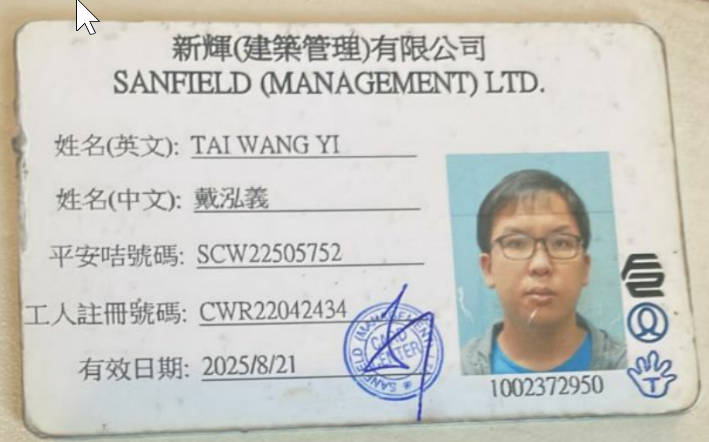 新輝(建築管理)有限公司
SANFIELD (MANAGEMENT) LTD.
姓名(英文): TAI WANG YI
姓名(中文): 戴泓義
平安咭號碼: SCW22505752
工人註冊號碼: CWR22042434
有效日期: 2025/8/21
SANFIELD (MANAGEMENT) LTD.
CARD
CENTER
1002372950
T